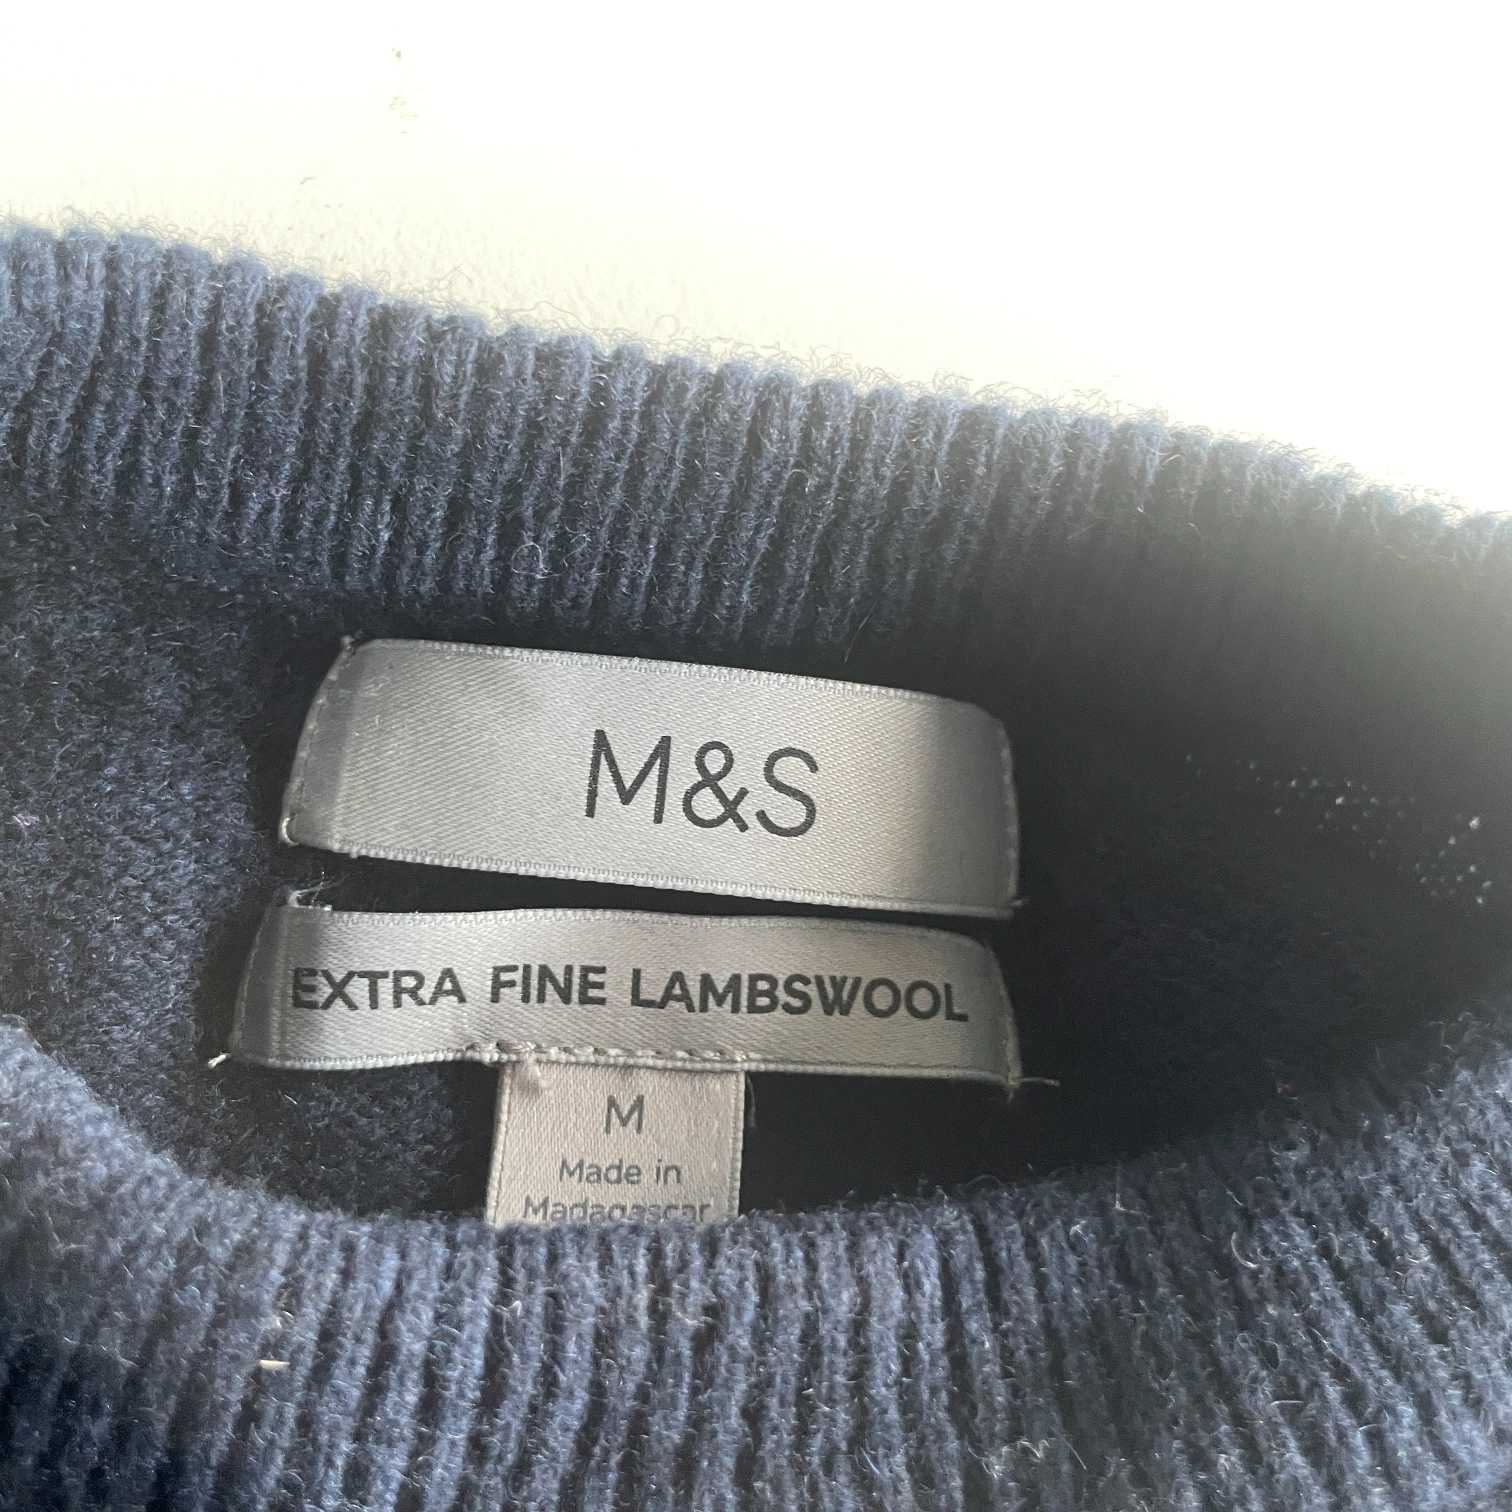 M&S
EXTRA FINE LAMBSWOOL
M
Made in
Madagascar